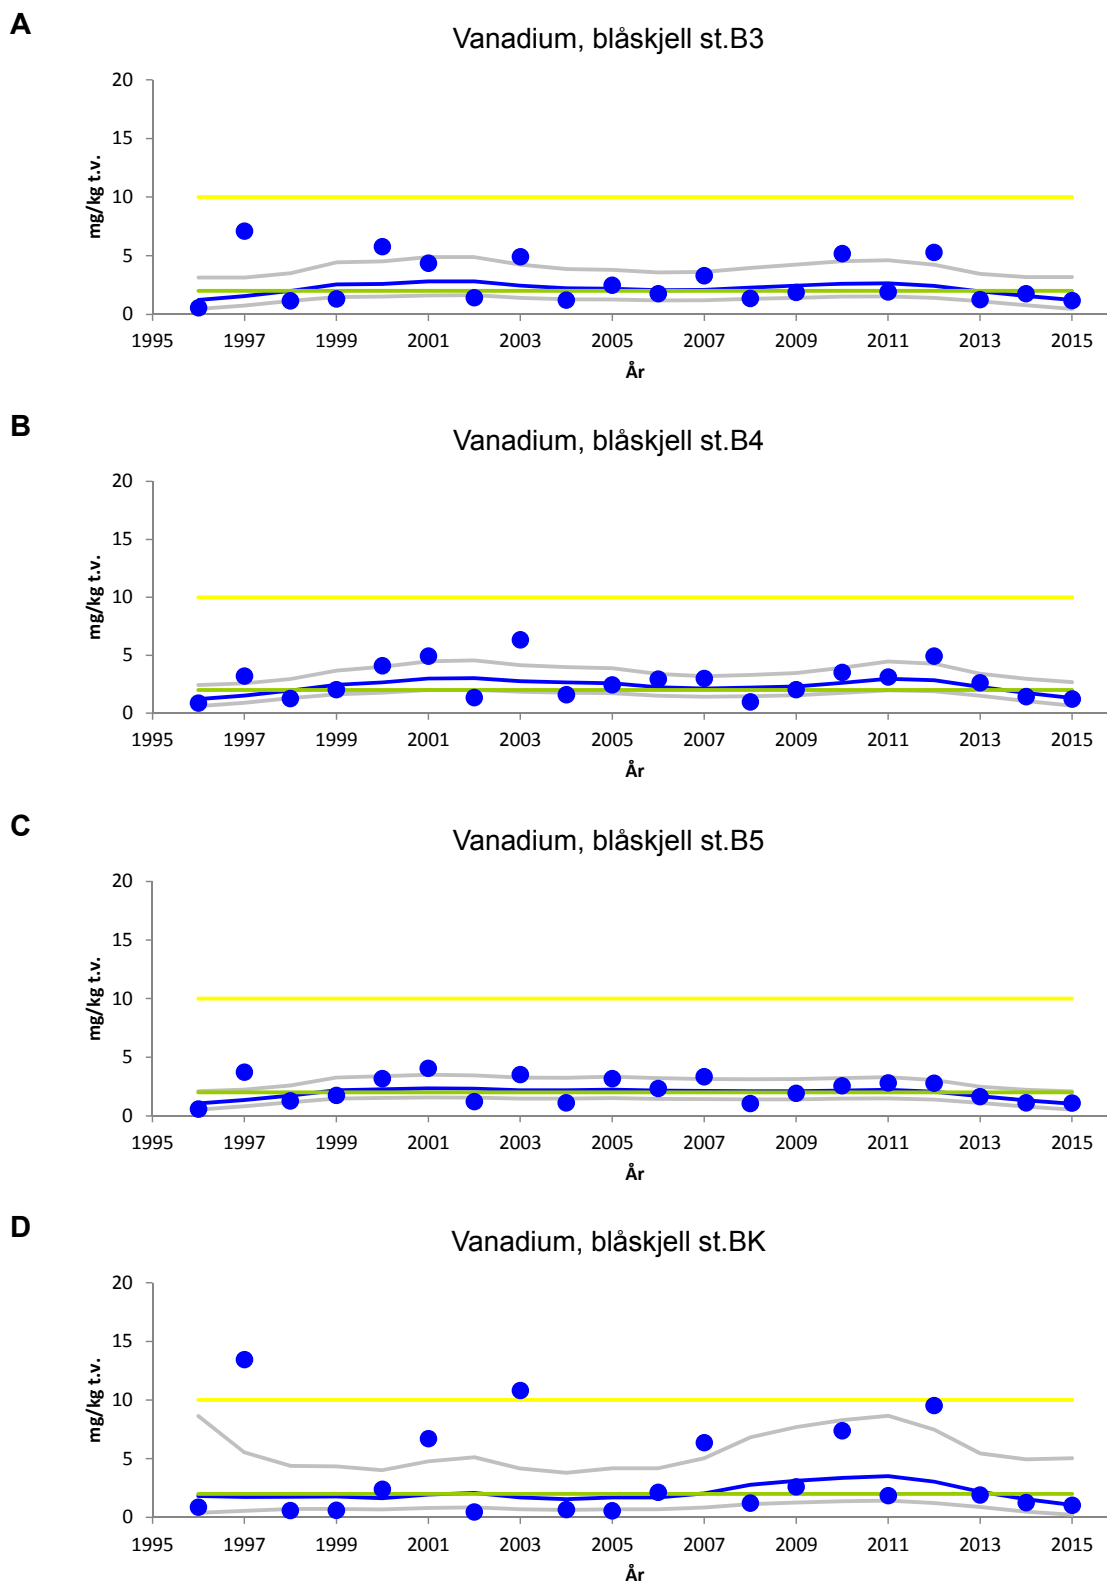 A
Vanadium, blåskjell st.B3
20
15
10
5
0
mg/kg t.v.
1995 1997 1999 2001 2003 2005 2007 2009 2011 2013 2015
År
B
Vanadium, blåskjell st.B4
20
15
10
5
0
mg/kg t.v.
1995 1997 1999 2001 2003 2005 2007 2009 2011 2013 2015
År
C
Vanadium, blåskjell st.B5
20
15
10
5
0
mg/kg t.v.
1995 1997 1999 2001 2003 2005 2007 2009 2011 2013 2015
År
D
Vanadium, blåskjell st.BK
20
15
10
5
0
mg/kg t.v.
1995 1997 1999 2001 2003 2005 2007 2009 2011 2013 2015
År